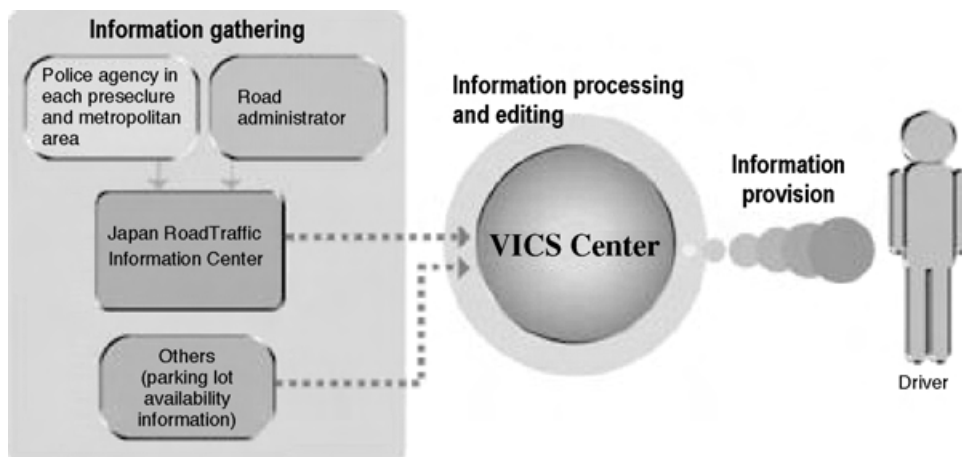 Information gathering
Police agency in
each preseclure
and metropolitan
area
Road
administrator
Japan RoadTraffic
Information Center
Others
(parking lot
availability
information)
Information processing
and editing
VICS Center
Information
provision
Driver